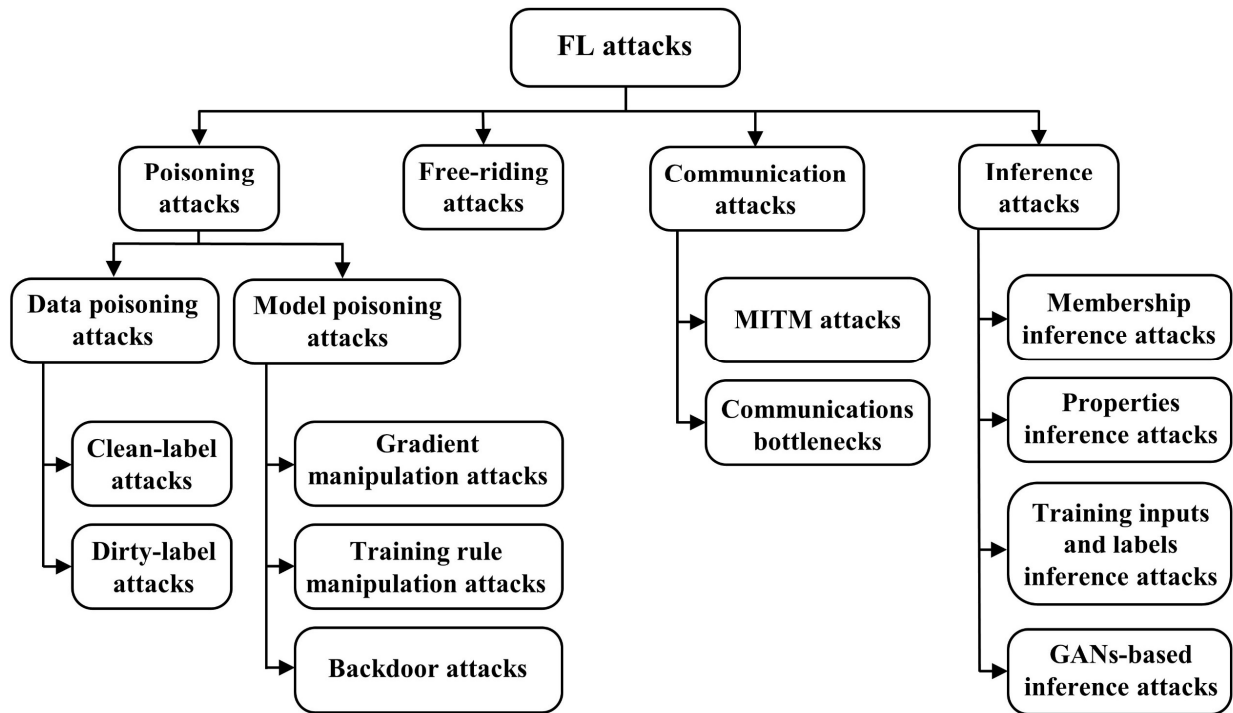 FL attacks
Poisoning
attacks
Free-riding
attacks
Communication
attacks
Inference
attacks
Data poisoning
attacks
Model poisoning
attacks
MITM attacks
Membership
inference attacks
Communications
bottlenecks
Properties
inference attacks
Clean-label
attacks
Gradient
manipulation attacks
Dirty-label
attacks
Training rule
manipulation attacks
Training inputs
and labels
inference attacks
Backdoor attacks
GANs-based
inference attacks